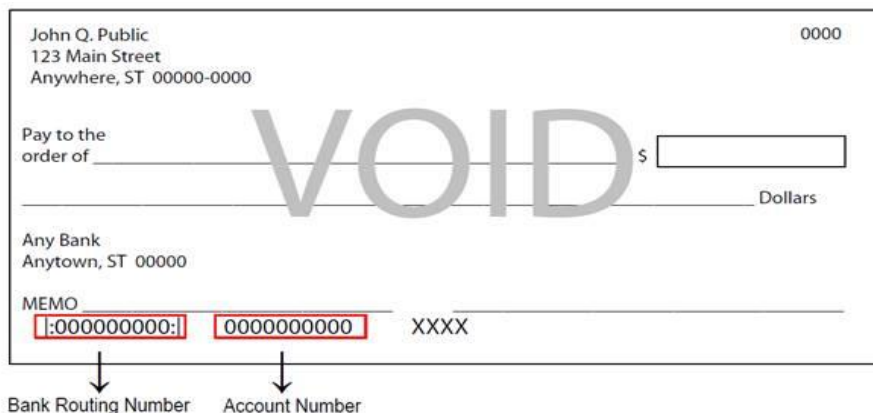 John Q. Public 0000
123 Main Street
Anywhere, ST 00000-0000
VOID
Pay to the
order of $
Dollars
Any Bank
Anytown, ST 00000
MEMO
|:000000000:| 0000000000 XXXX
Bank Routing Number Account Number